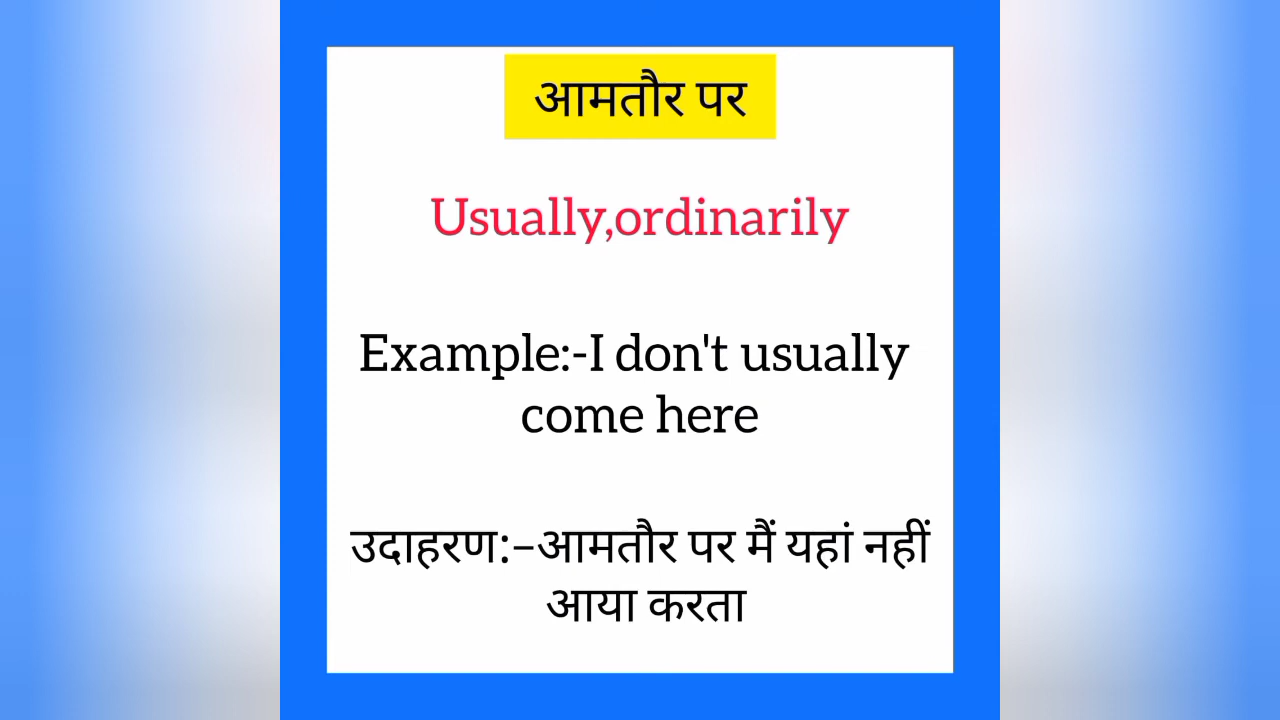 आमतौर पर
Usually,ordinarily
Example:-I don't usually
come here
उदाहरण:–आमतौर पर मैं यहां नहीं
आया करता